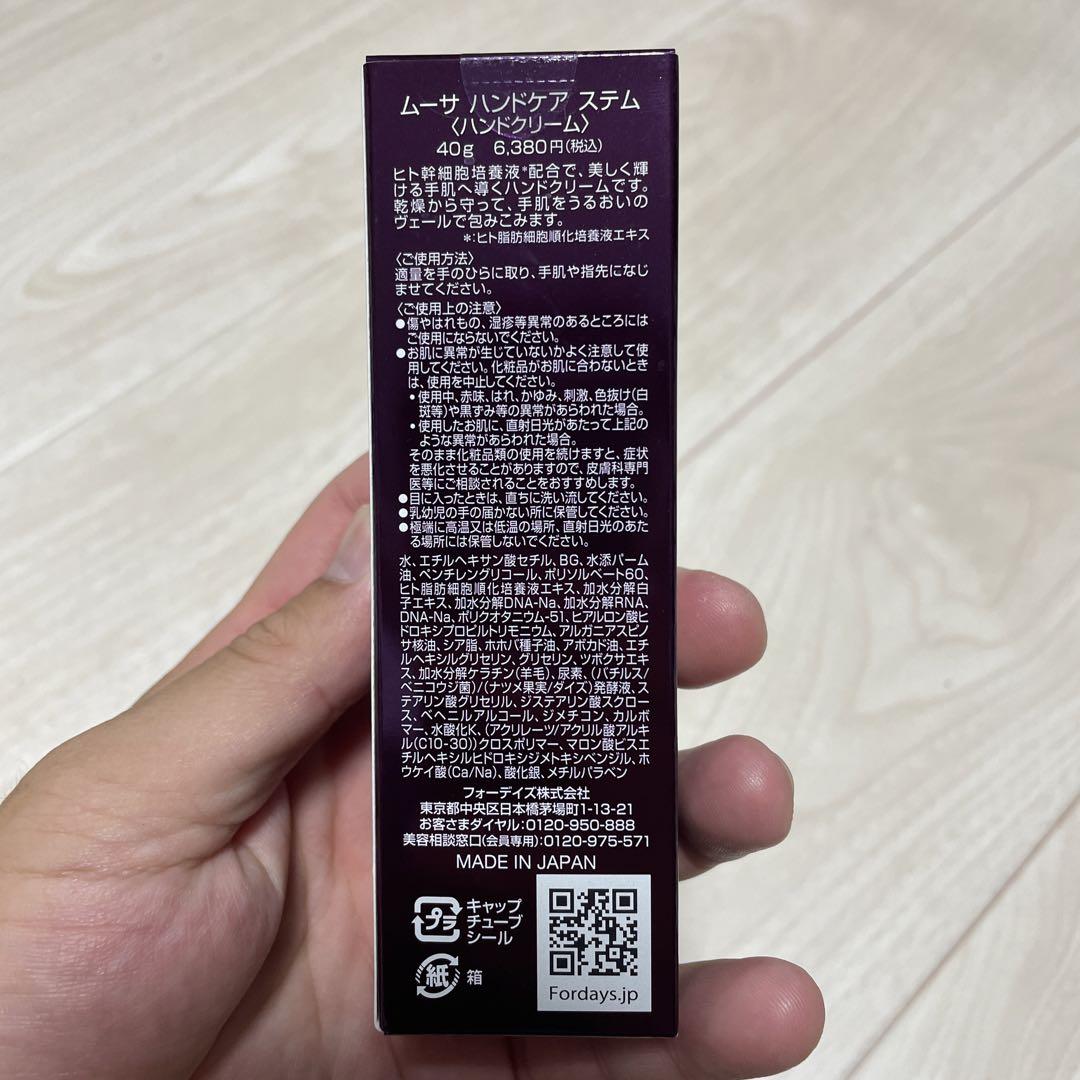 ムーサ ハンドケア ステム
〈ハンドクリーム〉
40g 6,380円(税込)
ヒト幹細胞培養液*配合で、美しく輝
ける手肌へ導くハンドクリームです。
乾燥から守って、手肌をうるおいの
ヴェールで包みこみます。
*:ヒト脂肪細胞順化培養液エキス
〈ご使用方法〉
適量を手のひらに取り、手肌や指先になじ
ませてください。
〈ご使用上の注意〉
●傷やはれもの、湿疹等異常のあるところには
ご使用にならないでください。
●お肌に異常が生じていないかよく注意して使
用してください。化粧品がお肌に合わないとき
は、使用を中止してください。
•使用中、赤味、はれ、かゆみ、刺激、色抜け(白
斑等)や黒ずみ等の異常があらわれた場合。
•使用したお肌に、直射日光があたって上記の
ような異常があらわれた場合。
そのまま化粧品類の使用を続けますと、症状
を悪化させることがありますので、皮膚科専門
医等にご相談されることをおすすめします。
●目に入ったときは、直ちに洗い流してください。
●乳幼児の手の届かない所に保管してください。
●極端に高温又は低温の場所、直射日光のあた
る場所には保管しないでください。
水、エチルヘキサン酸セチル、BG、水添パーム
油、ペンチレングリコール、ポリソルベート60、
ヒト脂肪細胞順化培養液エキス、加水分解白
子エキス、加水分解DNA-Na、加水分解RNA、
DNA-Na、ポリクオタニウム-51、ヒアルロン酸ヒ
ドロキシプロピルトリモニウム、アルガニアスピノ
サ核油、シア脂、ホホバ種子油、アボカド油、エチ
ルヘキシルグリセリン、グリセリン、ツボクサエキ
ス、加水分解ケラチン(羊毛)、尿素、(バチルス/
ベニコウジ菌)/(ナツメ果実/ダイズ)発酵液、ス
テアリン酸グリセリル、ジステアリン酸スクロー
ス、ベヘニルアルコール、ジメチコン、カルボ
マー、水酸化K、(アクリレーツ/アクリル酸アルキ
ル(C10-30))クロスポリマー、マロン酸ビスエ
チルヘキシルヒドロキシジメトキシベンジル、ホ
ウケイ酸(Ca/Na)、酸化銀、メチルパラベン
フォーデイズ株式会社
東京都中央区日本橋茅場町1-13-21
お客さまダイヤル:0120-950-888
美容相談窓口(会員専用):0120-975-571
MADE IN JAPAN
プラ
キャップ
チューブ
シール
紙 箱
Fordays.jp